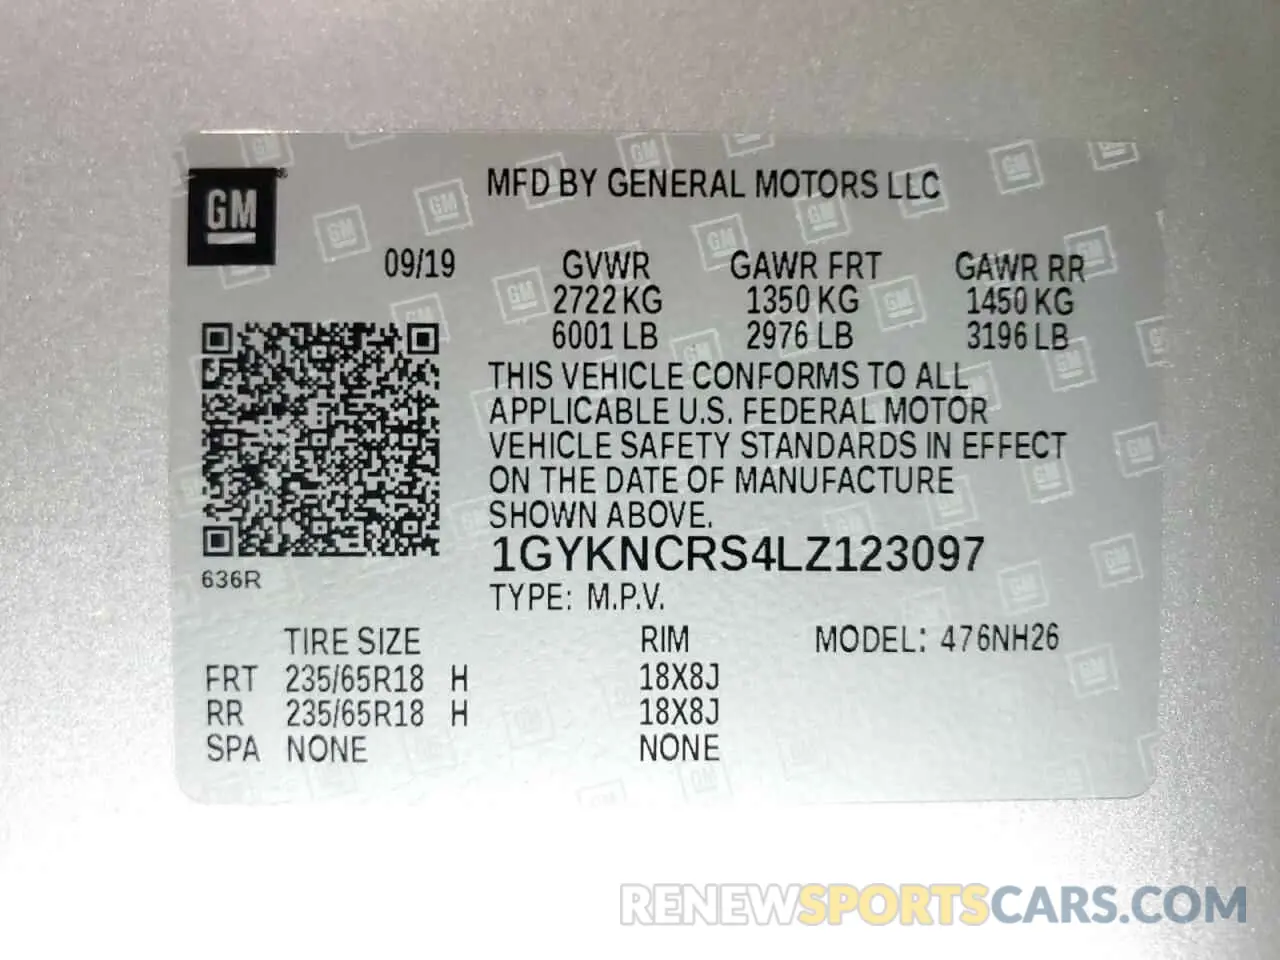 MFD BY GENERAL MOTORS LLC
GM
09/19 GVWR GAWR FRT GAWR RR
2722 KG 1350 KG 1450 KG
6001 LB 2976 LB 3196 LB
THIS VEHICLE CONFORMS TO ALL
APPLICABLE U.S. FEDERAL MOTOR
VEHICLE SAFETY STANDARDS IN EFFECT
ON THE DATE OF MANUFACTURE
SHOWN ABOVE.
1GYKNCRS4LZ123097
636R
TYPE: M.P.V.
TIRE SIZE RIM MODEL: 476NH26
FRT 235/65R18 H 18X8J
RR 235/65R18 H 18X8J
SPA NONE NONE
RENEWSPORTSCARS.COM